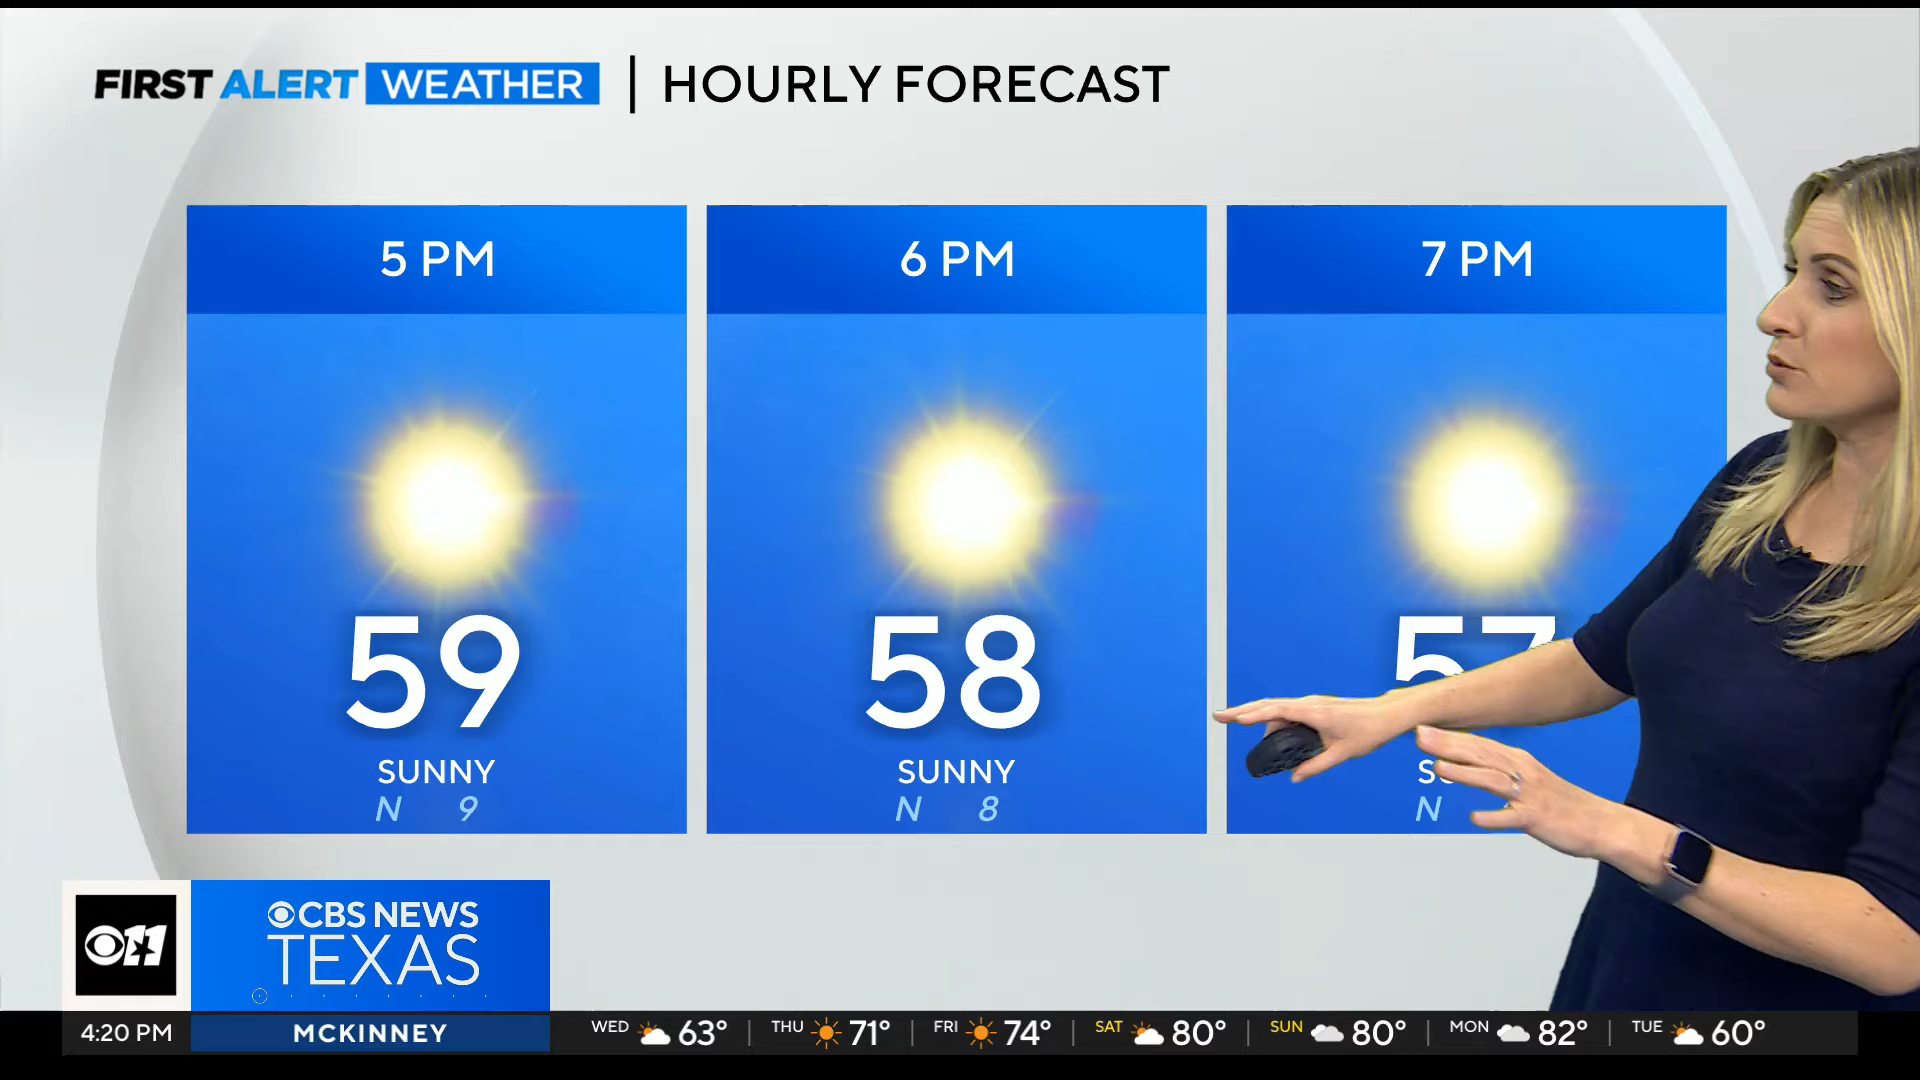 FIRST ALERT WEATHER | HOURLY FORECAST
5 PM
59
SUNNY
N 9
6 PM
58
SUNNY
N 8
7 PM
57
N
11
CBS NEWS
TEXAS
4:20 PM
MCKINNEY
WED 63° | THU 71° | FRI 74° | SAT 80° | SUN 80° | MON 82° | TUE 60°